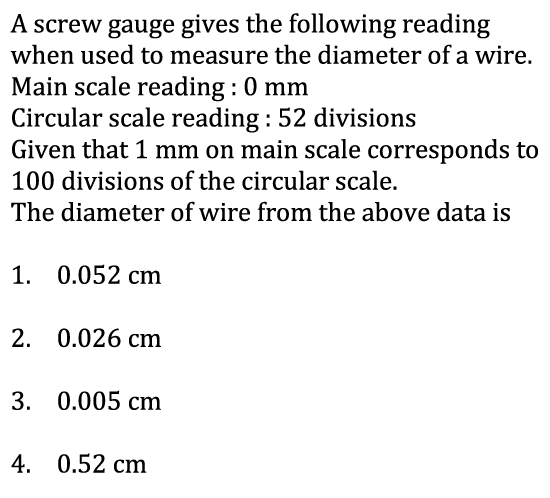 A screw gauge gives the following reading
when used to measure the diameter of a wire.
Main scale reading : 0 mm
Circular scale reading : 52 divisions
Given that 1 mm on main scale corresponds to
100 divisions of the circular scale.
The diameter of wire from the above data is
1. 0.052 cm
2. 0.026 cm
3. 0.005 cm
4. 0.52 cm